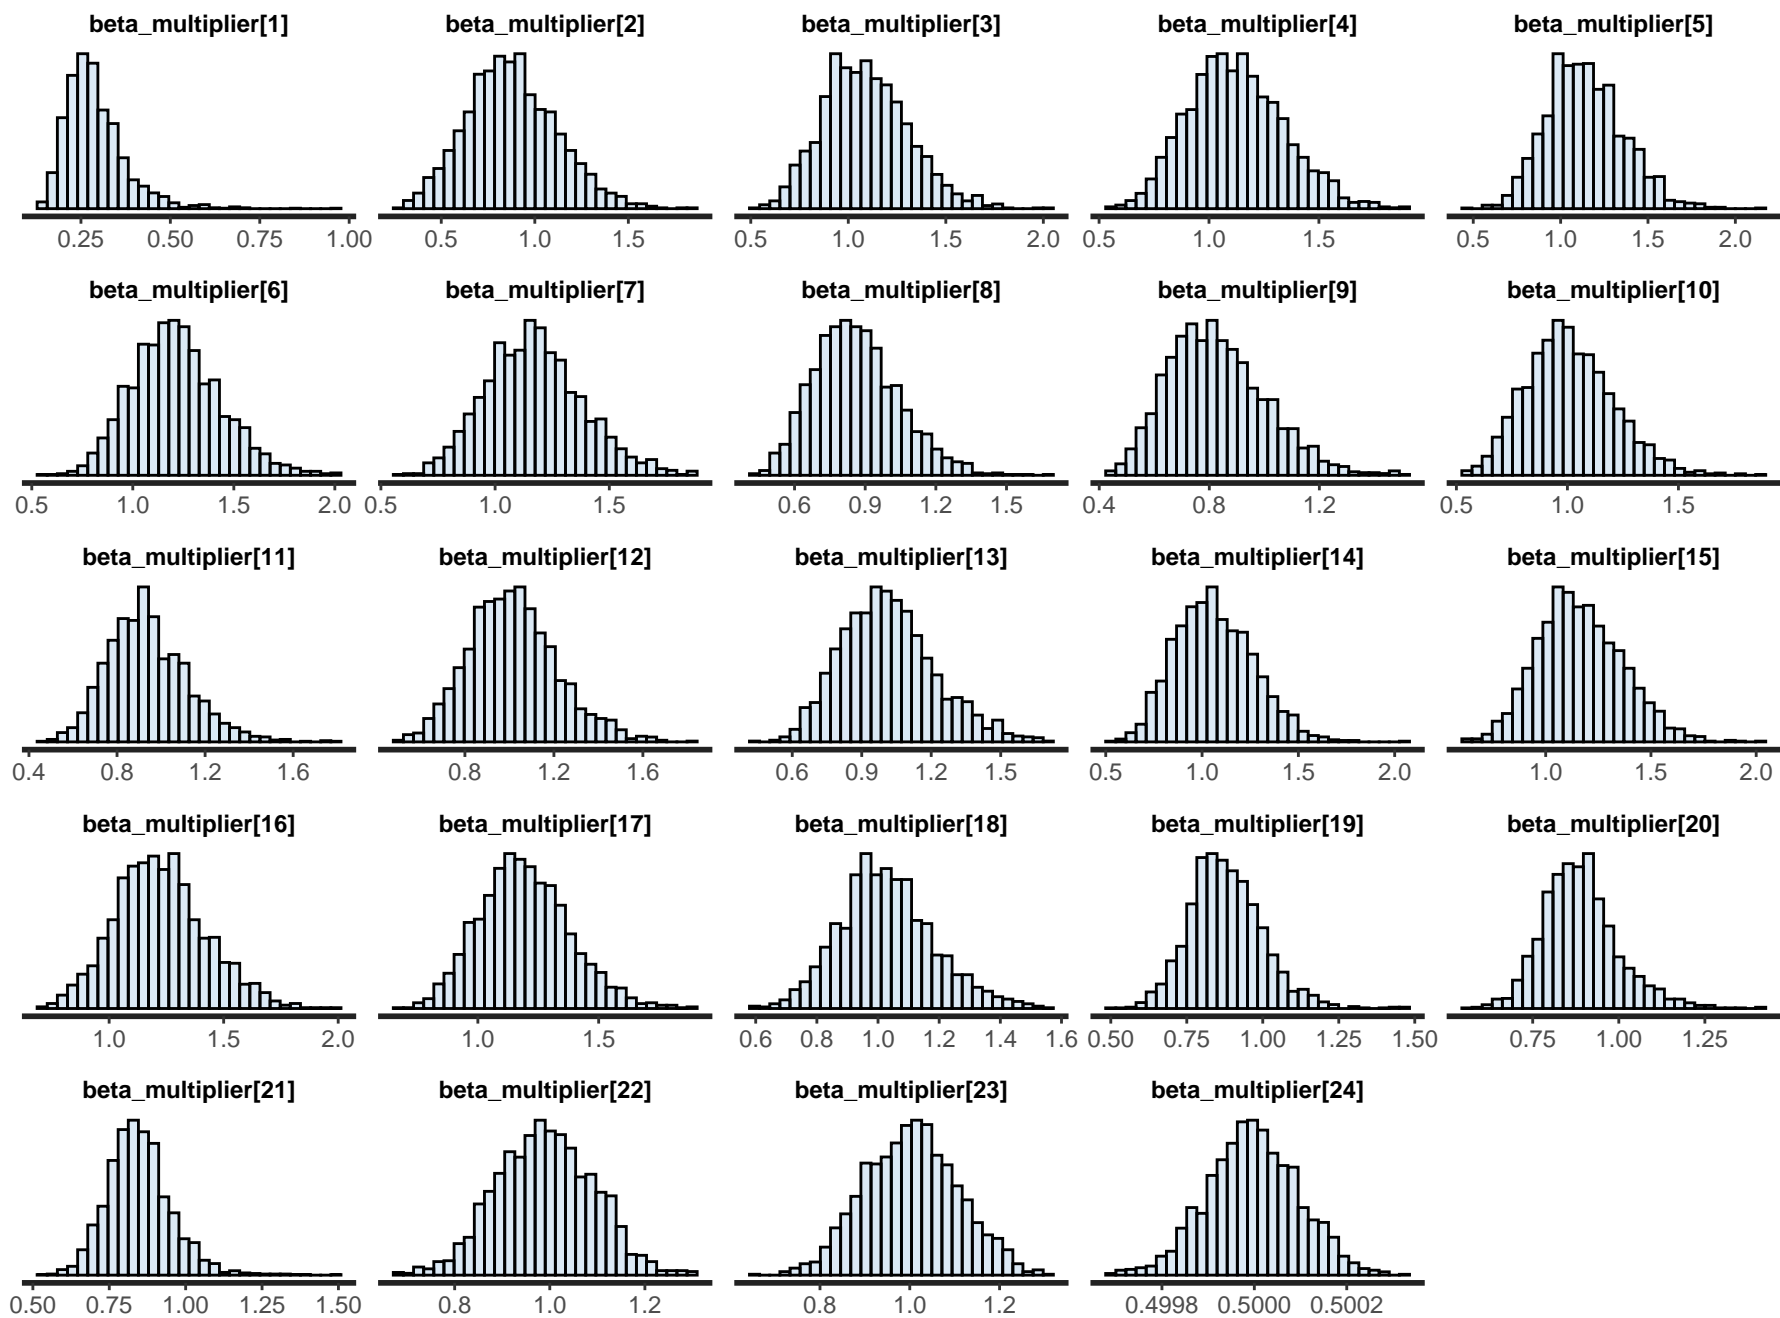 beta_multiplier[1] beta_multiplier[2] beta_multiplier[3] beta_multiplier[4] beta_multiplier[5]
0.25 0.50 0.75 1.00 0.5 1.0 1.5 0.5 1.0 1.5 2.0 0.5 1.0 1.5 0.5 1.0 1.5 2.0
beta_multiplier[6] beta_multiplier[7] beta_multiplier[8] beta_multiplier[9] beta_multiplier[10]
0.5 1.0 1.5 2.0 0.5 1.0 1.5 0.6 0.9 1.2 1.5 0.4 0.8 1.2 0.5 1.0 1.5
beta_multiplier[11] beta_multiplier[12] beta_multiplier[13] beta_multiplier[14] beta_multiplier[15]
0.4 0.8 1.2 1.6 0.8 1.2 1.6 0.6 0.9 1.2 1.5 0.5 1.0 1.5 2.0 1.0 1.5 2.0
beta_multiplier[16] beta_multiplier[17] beta_multiplier[18] beta_multiplier[19] beta_multiplier[20]
1.0 1.5 2.0 1.0 1.5 0.6 0.8 1.0 1.2 1.4 1.6 0.50 0.75 1.00 1.25 1.50 0.75 1.00 1.25
beta_multiplier[21] beta_multiplier[22] beta_multiplier[23] beta_multiplier[24]
0.50 0.75 1.00 1.25 1.50 0.8 1.0 1.2 0.8 1.0 1.2 0.4998 0.5000 0.5002